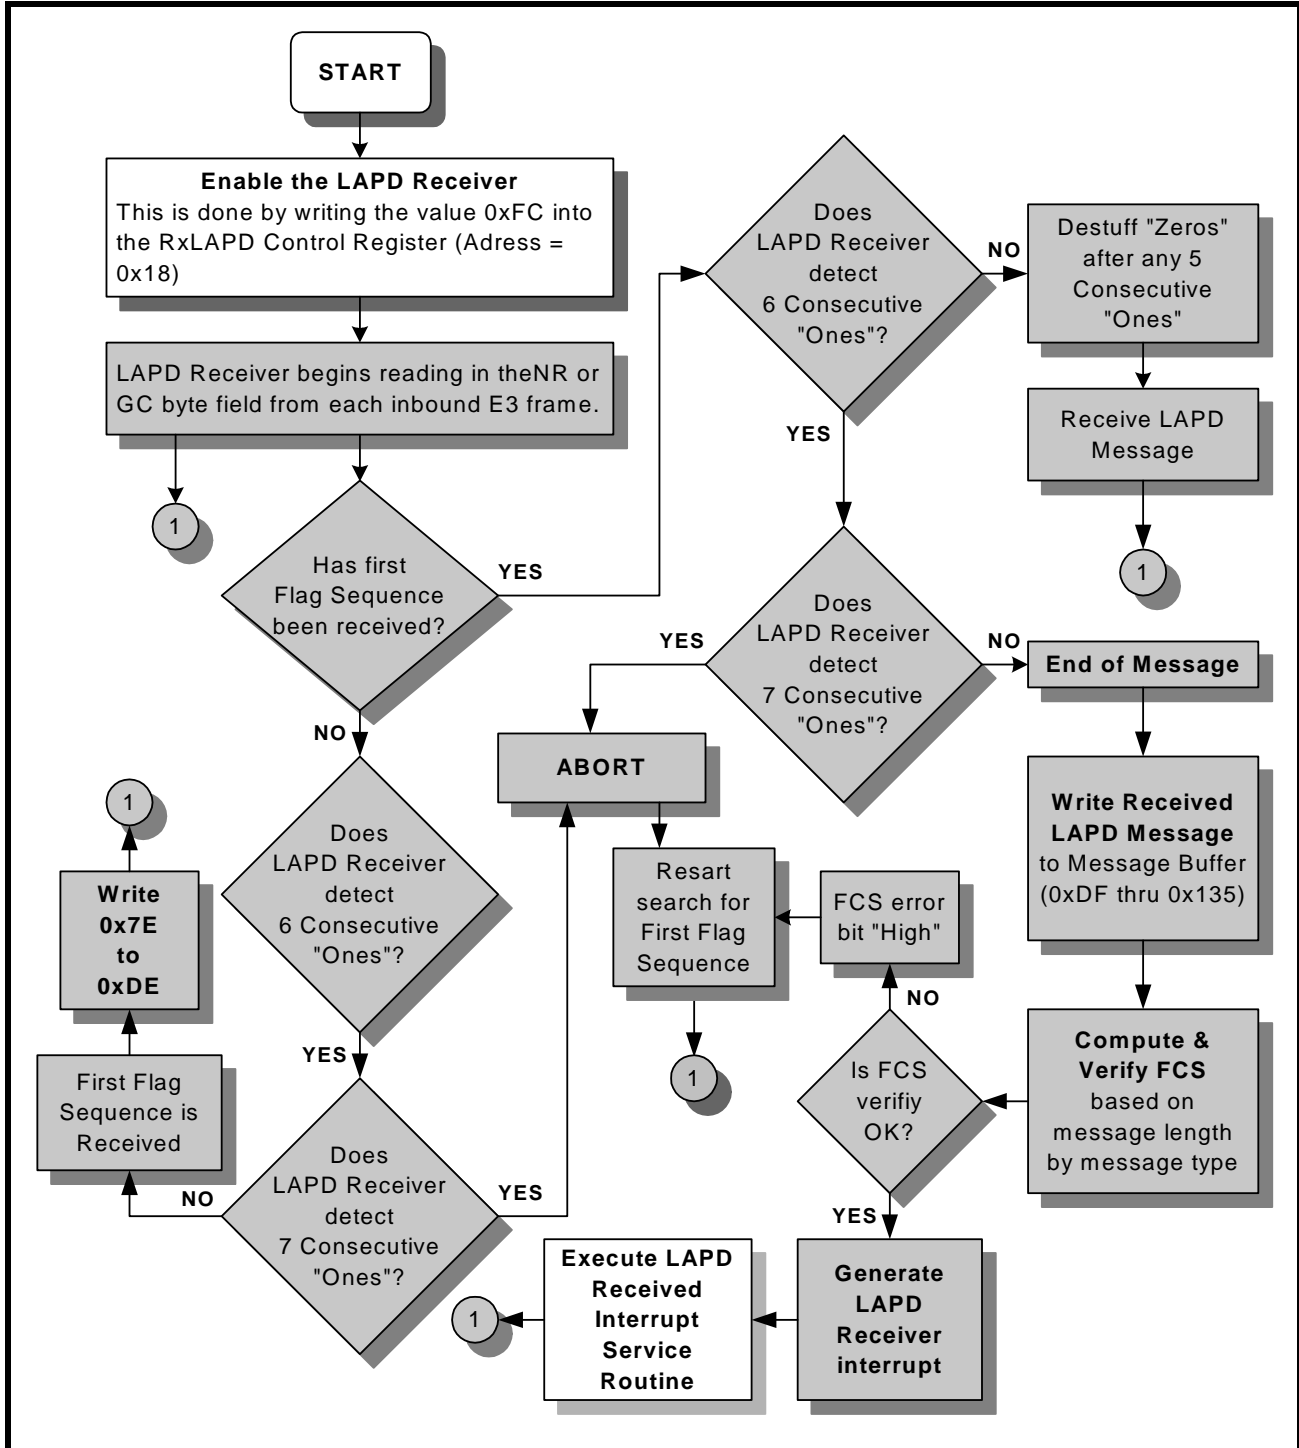 START
Enable the LAPD Receiver
This is done by writing the value 0xFC into
the RxLAPD Control Register (Adress =
0x18)
LAPD Receiver begins reading in theNR or
GC byte field from each inbound E3 frame.
1
Has first
Flag Sequence
been received?
YES
NO
Does
LAPD Receiver
detect
6 Consecutive
"Ones"?
YES
Does
LAPD Receiver
detect
7 Consecutive
"Ones"?
NO
YES
First Flag
Sequence is
Received
Write
0x7E
to
0xDE
1
Does
LAPD Receiver
detect
6 Consecutive
"Ones"?
NO
YES
Destuff "Zeros"
after any 5
Consecutive
"Ones"
Receive LAPD
Message
1
Does
LAPD Receiver
detect
7 Consecutive
"Ones"?
YES
NO
ABORT
Resart
search for
First Flag
Sequence
1
End of Message
Write Received
LAPD Message
to Message Buffer
(0xDF thru 0x135)
Compute &
Verify FCS
based on
message length
by message type
Is FCS
verifiy
OK?
NO
FCS error
bit "High"
YES
Generate
LAPD
Receiver
interrupt
Execute LAPD
Received
Interrupt
Service
Routine
1